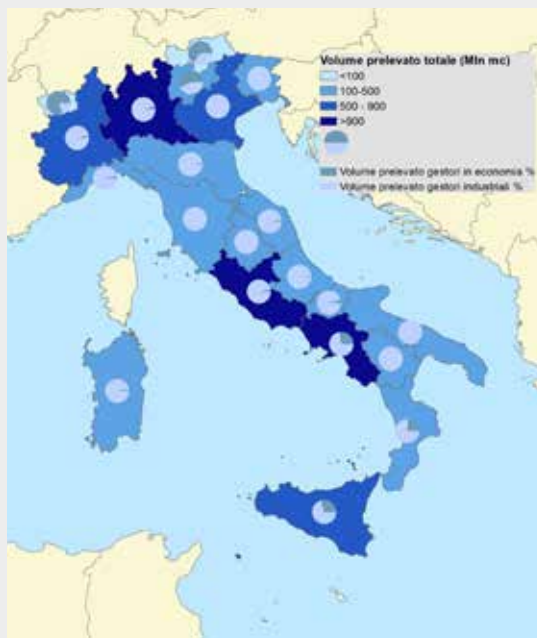 Volume prelevato totale (Mln mc)
<100
100-500
500 - 900
>900
Volume prelevato gestori in economia %
Volume prelevato gestori industriali %